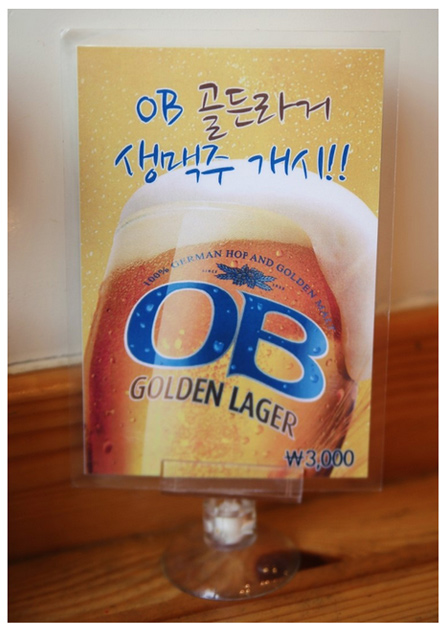 OB 골든라거
생맥주 개시!!
100% GERMAN HOP AND GOLDEN MALT
SINCE
OB
GOLDEN LAGER
₩3,000